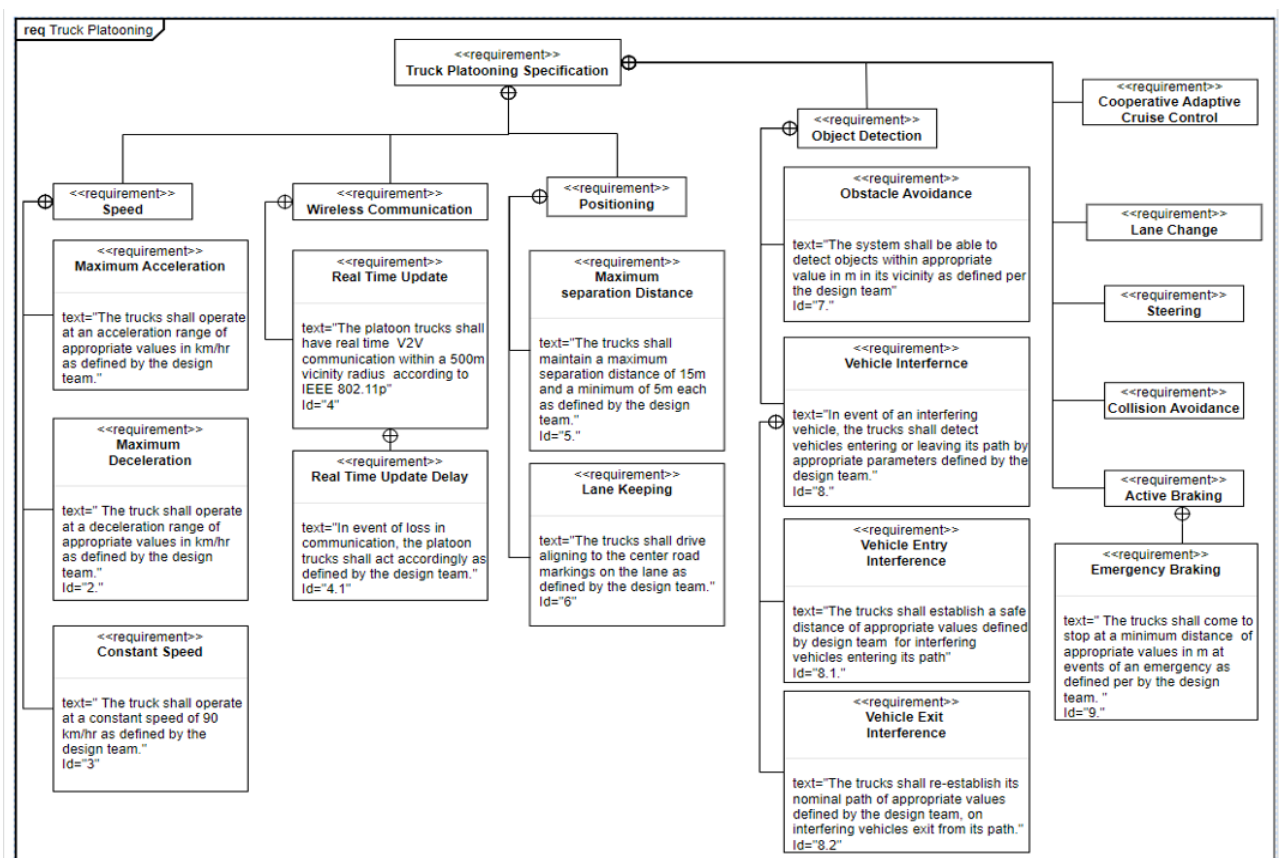 req Truck Platooning
<<requirement>>
Truck Platooning Specification
<<requirement>>
Speed
<<requirement>>
Maximum Acceleration
text="The trucks shall operate
at an acceleration range of
appropriate values in km/hr
as defined by the design
team."
<<requirement>>
Maximum
Deceleration
text=" The truck shall operate
at a deceleration range of
appropriate values in km/hr
as defined by the design
team."
Id="2."
<<requirement>>
Constant Speed
text=" The truck shall operate
at a constant speed of 90
km/hr as defined by the
design team."
Id="3"
<<requirement>>
Wireless Communication
<<requirement>>
Real Time Update
text="The platoon trucks shall
have real time  V2V
communication within a 500m
vicinity radius  according to
IEEE 802.11p"
Id="4"
<<requirement>>
Real Time Update Delay
text="In event of loss in
communication, the platoon
trucks shall act accordingly as
defined by the design team."
Id="4.1"
<<requirement>>
Positioning
<<requirement>>
Maximum
separation Distance
text="The trucks shall
maintain a maximum
separation distance of 15m
and a minimum of 5m each
as defined by the design
team."
Id="5."
<<requirement>>
Lane Keeping
text="The trucks shall drive
aligning to the center road
markings on the lane as
defined by the design team."
Id="6"
<<requirement>>
Object Detection
<<requirement>>
Obstacle Avoidance
text="The system shall be able to
detect objects within appropriate
value in m in its vicinity as defined per
the design team"
Id="7."
<<requirement>>
Vehicle Interfernce
text="In event of an interfering
vehicle, the trucks shall detect
vehicles entering or leaving its path by
appropriate parameters defined by the
design team."
Id="8."
<<requirement>>
Vehicle Entry
Interference
text="The trucks shall establish a safe
distance of appropriate values defined
by design team  for interfering
vehicles entering its path"
Id="8.1."
<<requirement>>
Vehicle Exit
Interference
text="The trucks shall re-establish its
nominal path of appropriate values
defined by the design team, on
interfering vehicles exit from its path."
Id="8.2"
<<requirement>>
Cooperative Adaptive
Cruise Control
<<requirement>>
Lane Change
<<requirement>>
Steering
<<requirement>>
Collision Avoidance
<<requirement>>
Active Braking
<<requirement>>
Emergency Braking
text=" The trucks shall come to
stop at a minimum distance  of
appropriate values in m at
events of an emergency as
defined per by the design
team. "
Id="9."